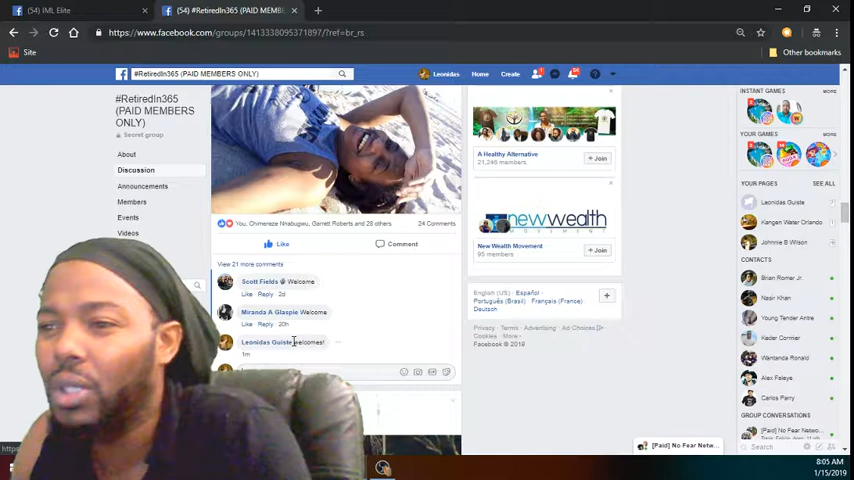 (54) IML Elite
(54) #RetiredIn365 (PAID MEMBE
https://www.facebook.com/groups/1413338095371897/?ref=br_rs
Site
Other bookmarks
#RetiredIn365 (PAID MEMBERS ONLY)
Leonidas
Home
Create
#RetiredIn365
(PAID MEMBERS
ONLY)
Secret group
About
Discussion
Announcements
Members
Events
Videos
You, Chimereze Nnabugwu, Garrett Roberts and 28 others
24 Comments
Like
Comment
View 21 more comments
Scott Fields Welcome
Like · Reply · 2d
Miranda A Glaspie Welcome
Like · Reply · 20h
Leonidas Guiste welcomes!
1m
A Healthy Alternative
21,246 members
+ Join
newwealth
MOVEMENT
New Wealth Movement
95 members
+ Join
English (US) · Español ·
Português (Brasil) · Français (France) ·
Deutsch
Privacy · Terms · Advertising · Ad Choices
Cookies · More
Facebook © 2019
INSTANT GAMES
MORE
YOUR GAMES
MORE
YOUR PAGES
SEE ALL
Leonidas Guiste
Kangen Water Orlando
Johnnie B Wilson
CONTACTS
Brian Romer Jr.
Nasir Khan
Young Tender Antre
Kader Cormier
Wantanda Ronald
Alex Faleye
Carlos Parry
GROUP CONVERSATIONS
[Paid] No Fear Networ...
Search
[Paid] No Fear Netw...
8:05 AM
1/15/2019